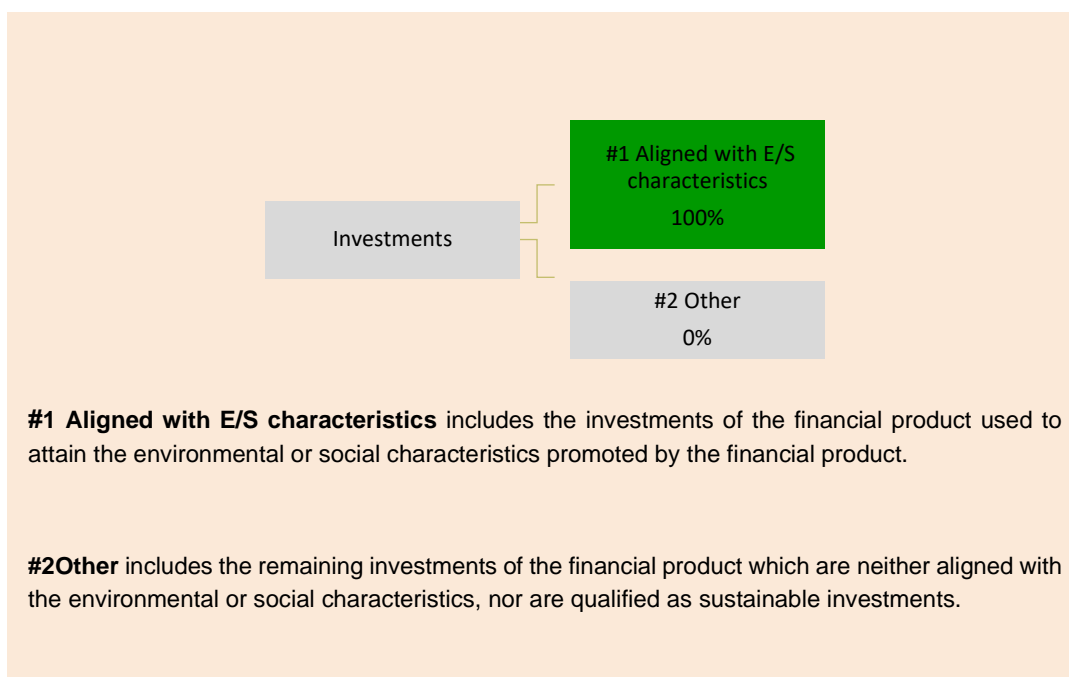 #1 Aligned with E/S
characteristics
100%
Investments
#2 Other
0%
#1 Aligned with E/S characteristics includes the investments of the financial product used to
attain the environmental or social characteristics promoted by the financial product.
#2Other includes the remaining investments of the financial product which are neither aligned with
the environmental or social characteristics, nor are qualified as sustainable investments.